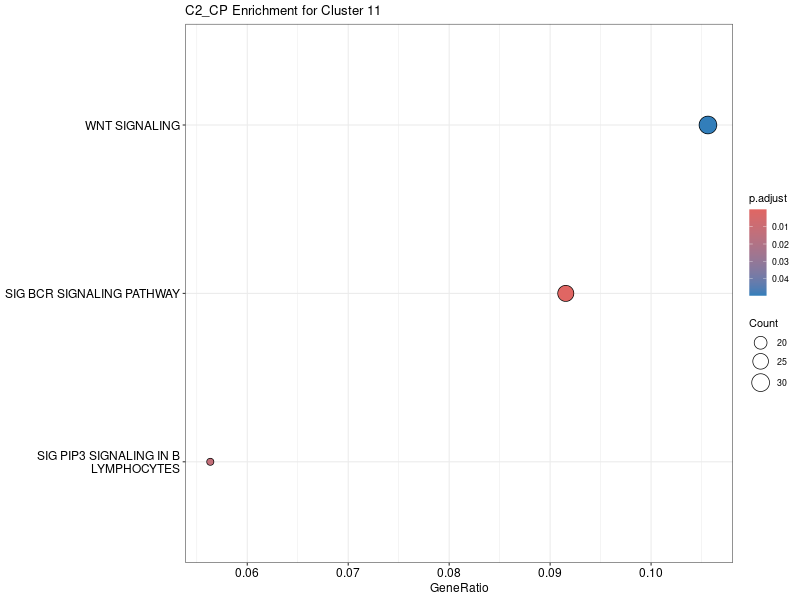 C2_CP Enrichment for Cluster 11
WNT SIGNALING
SIG BCR SIGNALING PATHWAY
SIG PIP3 SIGNALING IN B
LYMPHOCYTES
0.06
0.07
0.08
0.09
0.10
GeneRatio
p.adjust
0.01
0.02
0.03
0.04
Count
20
25
30